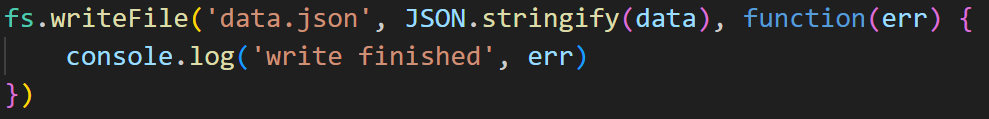 fs.writeFile('data.json', JSON.stringify(data), function(err) {
    console.log('write finished', err)
})